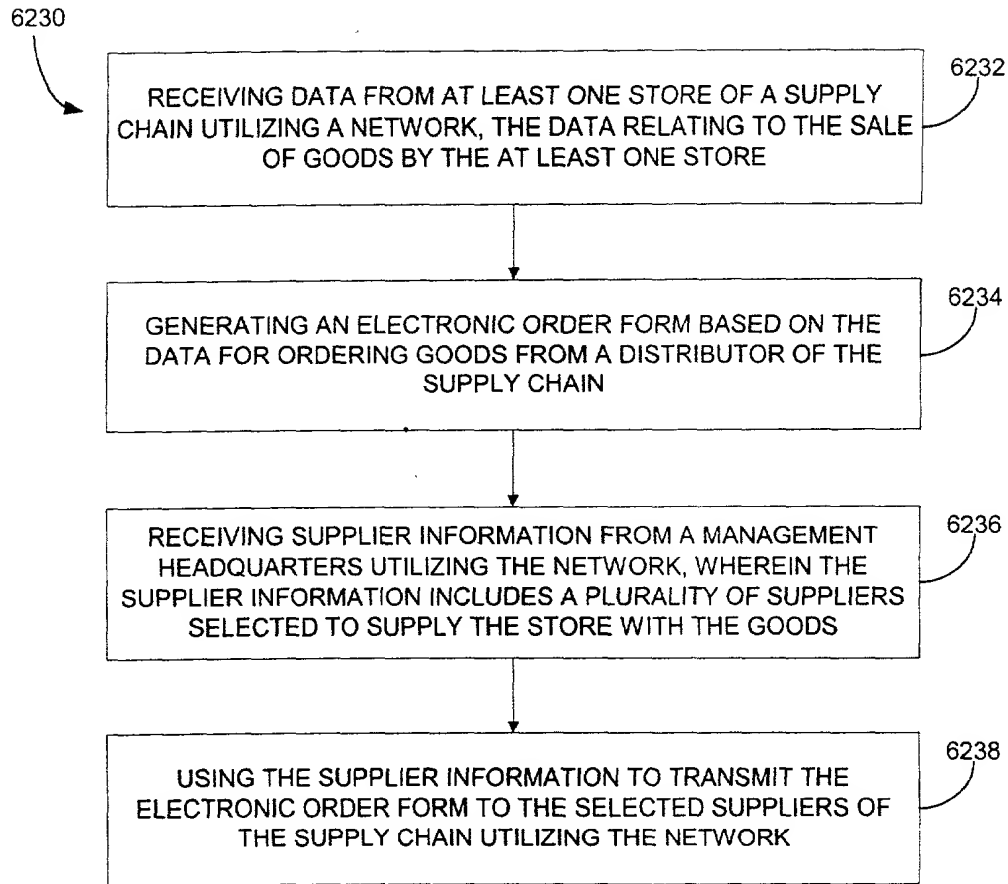 6230
RECEIVING DATA FROM AT LEAST ONE STORE OF A SUPPLY
CHAIN UTILIZING A NETWORK, THE DATA RELATING TO THE SALE
OF GOODS BY THE AT LEAST ONE STORE
6232
GENERATING AN ELECTRONIC ORDER FORM BASED ON THE
DATA FOR ORDERING GOODS FROM A DISTRIBUTOR OF THE
SUPPLY CHAIN
6234
RECEIVING SUPPLIER INFORMATION FROM A MANAGEMENT
HEADQUARTERS UTILIZING THE NETWORK, WHEREIN THE
SUPPLIER INFORMATION INCLUDES A PLURALITY OF SUPPLIERS
SELECTED TO SUPPLY THE STORE WITH THE GOODS
6236
USING THE SUPPLIER INFORMATION TO TRANSMIT THE
ELECTRONIC ORDER FORM TO THE SELECTED SUPPLIERS OF
THE SUPPLY CHAIN UTILIZING THE NETWORK
6238